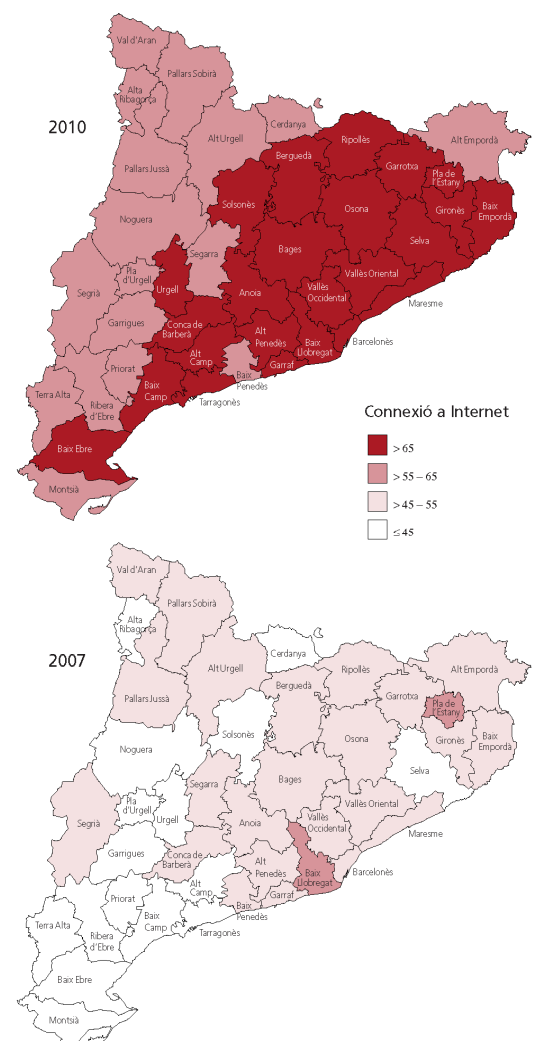 Val d'Aran
Pallars Sobirà
Alta
Ribagorça
2010
Cerdanya
Alt Urgell
Ripollès
Alt Empordà
Berguedà
Garrotxa
Pallars Jussà
Pla de
l'Estany
Solsonès
Osona
Gironès
Baix
Empordà
Noguera
Selva
Segarra
Bages
Pla
d'Urgell
Vallès Oriental
Segrià
Urgell
Anoia
Vallès
Occidental
Maresme
Garrigues
Conca de
Barberà
Alt
Penedès
Baix
Llobregat
Barcelonès
Alt
Camp
Garraf
Priorat
Baix
Penedès
Baix
Camp
Terra Alta
Ribera
d'Ebre
Tarragonès
Baix Ebre
Montsià
Connexió a Internet
> 65
> 55 – 65
> 45 – 55
≤ 45
Val d'Aran
Pallars Sobirà
Alta
Ribagorça
2007
Cerdanya
Alt Urgell
Ripollès
Alt Empordà
Berguedà
Garrotxa
Pallars Jussà
Pla de
l'Estany
Solsonès
Osona
Gironès
Baix
Empordà
Noguera
Selva
Segarra
Bages
Pla
d'Urgell
Urgell
Vallès Oriental
Segrià
Anoia
Vallès
Occidental
Maresme
Garrigues
Conca de
Barberà
Alt
Penedès
Baix
Llobregat
Barcelonès
Alt
Camp
Garraf
Priorat
Baix
Penedès
Baix
Camp
Terra Alta
Ribera
d'Ebre
Tarragonès
Baix Ebre
Montsià